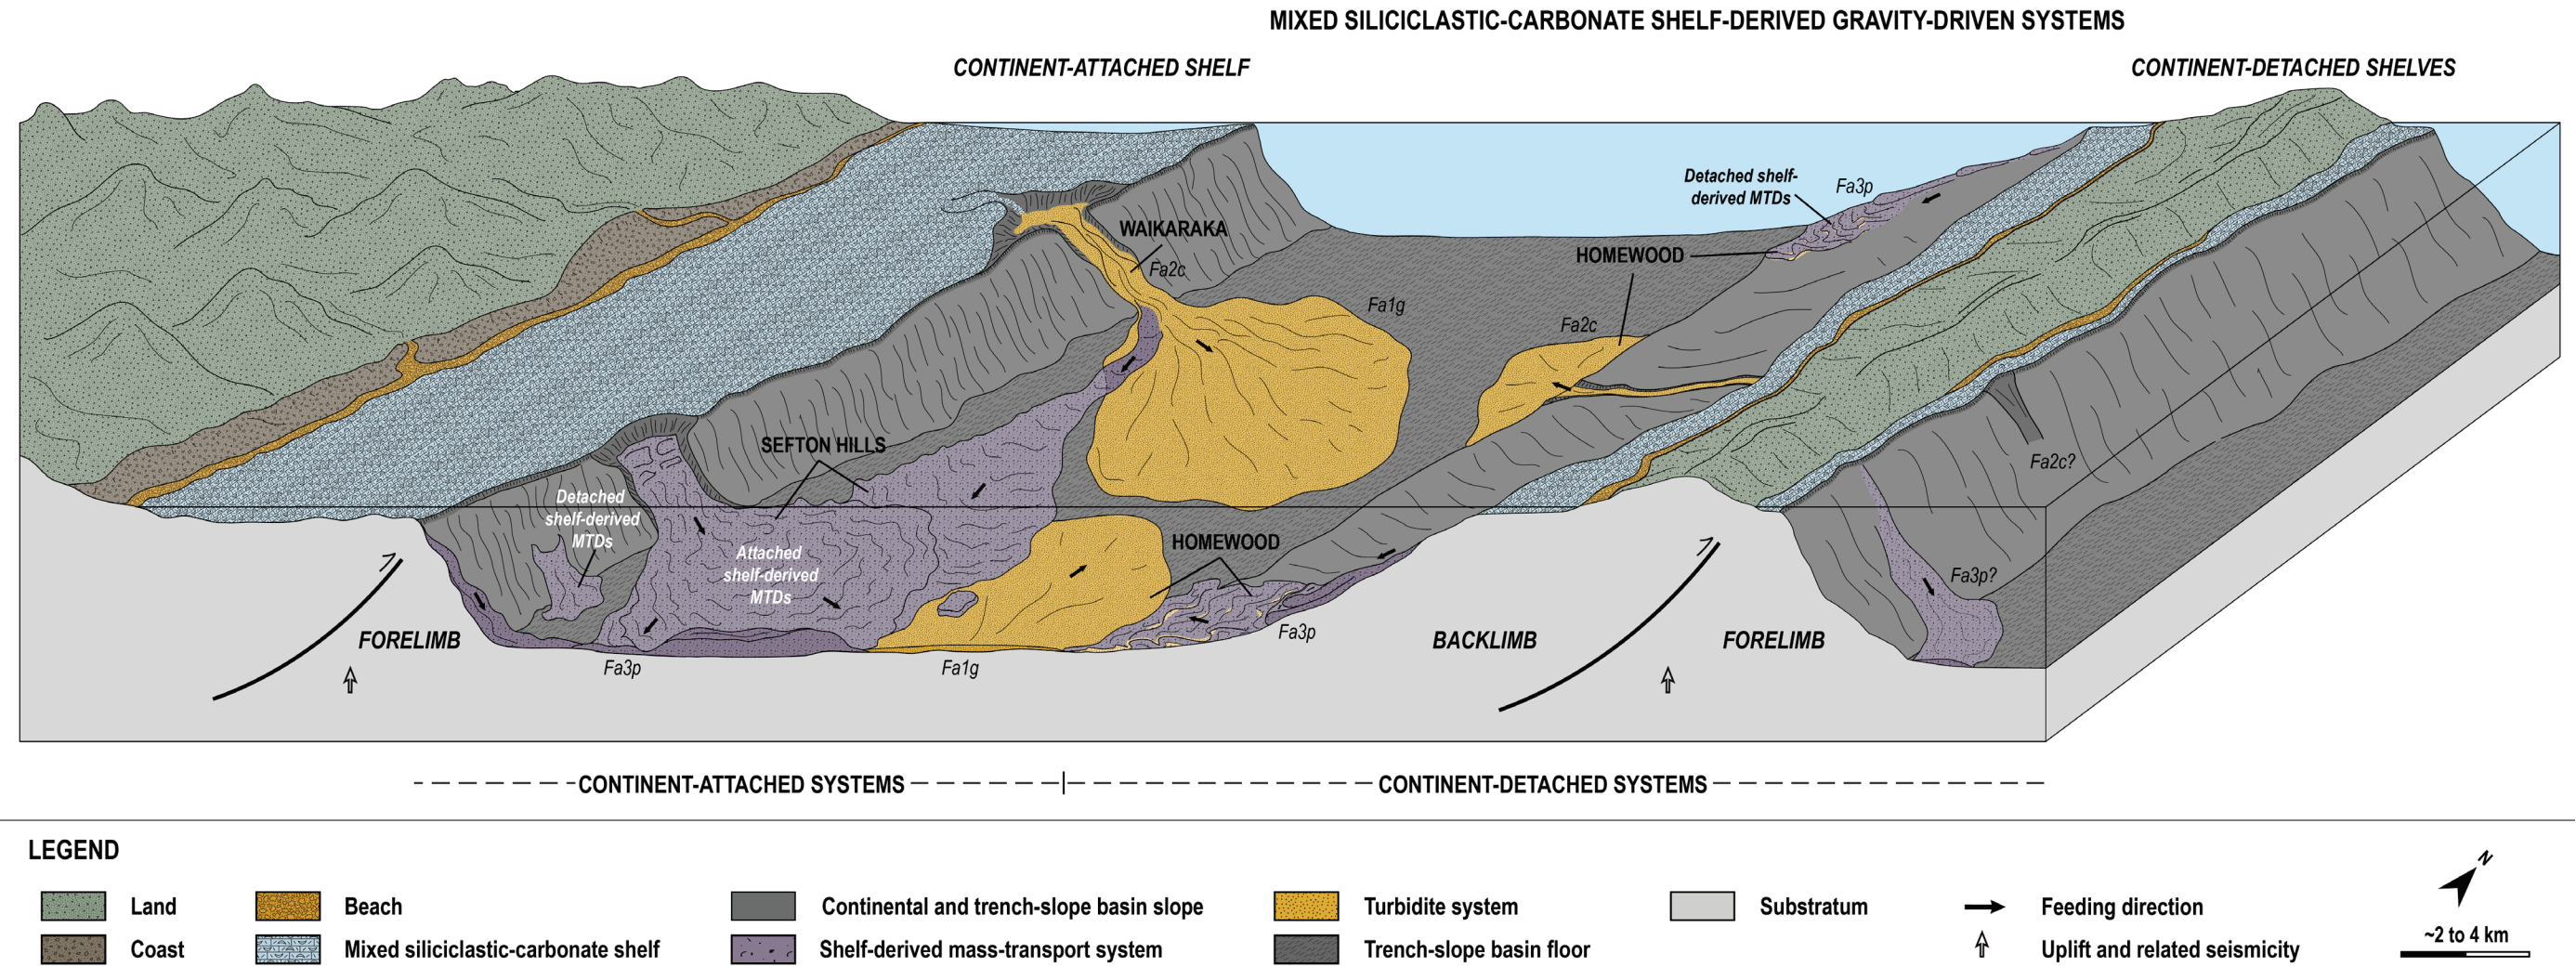 MIXED SILICICLASTIC-CARBONATE SHELF-DERIVED GRAVITY-DRIVEN SYSTEMS
CONTINENT-ATTACHED SHELF
CONTINENT-DETACHED SHELVES
Detached shelf-
derived MTDs
Fa3p
WAIKARAKA
Fa2c
HOMEWOOD
Fa1g
Fa2c
SEFTON HILLS
Fa2c?
Detached
shelf-derived
MTDs
Attached
shelf-derived
MTDs
HOMEWOOD
Fa3p?
FORELIMB
Fa3p
Fa1g
Fa3p
BACKLIMB
FORELIMB
CONTINENT-ATTACHED SYSTEMS
CONTINENT-DETACHED SYSTEMS
LEGEND
Land
Beach
Continental and trench-slope basin slope
Turbidite system
Substratum
Feeding direction
Coast
Mixed siliciclastic-carbonate shelf
Shelf-derived mass-transport system
Trench-slope basin floor
Uplift and related seismicity
N
~2 to 4 km